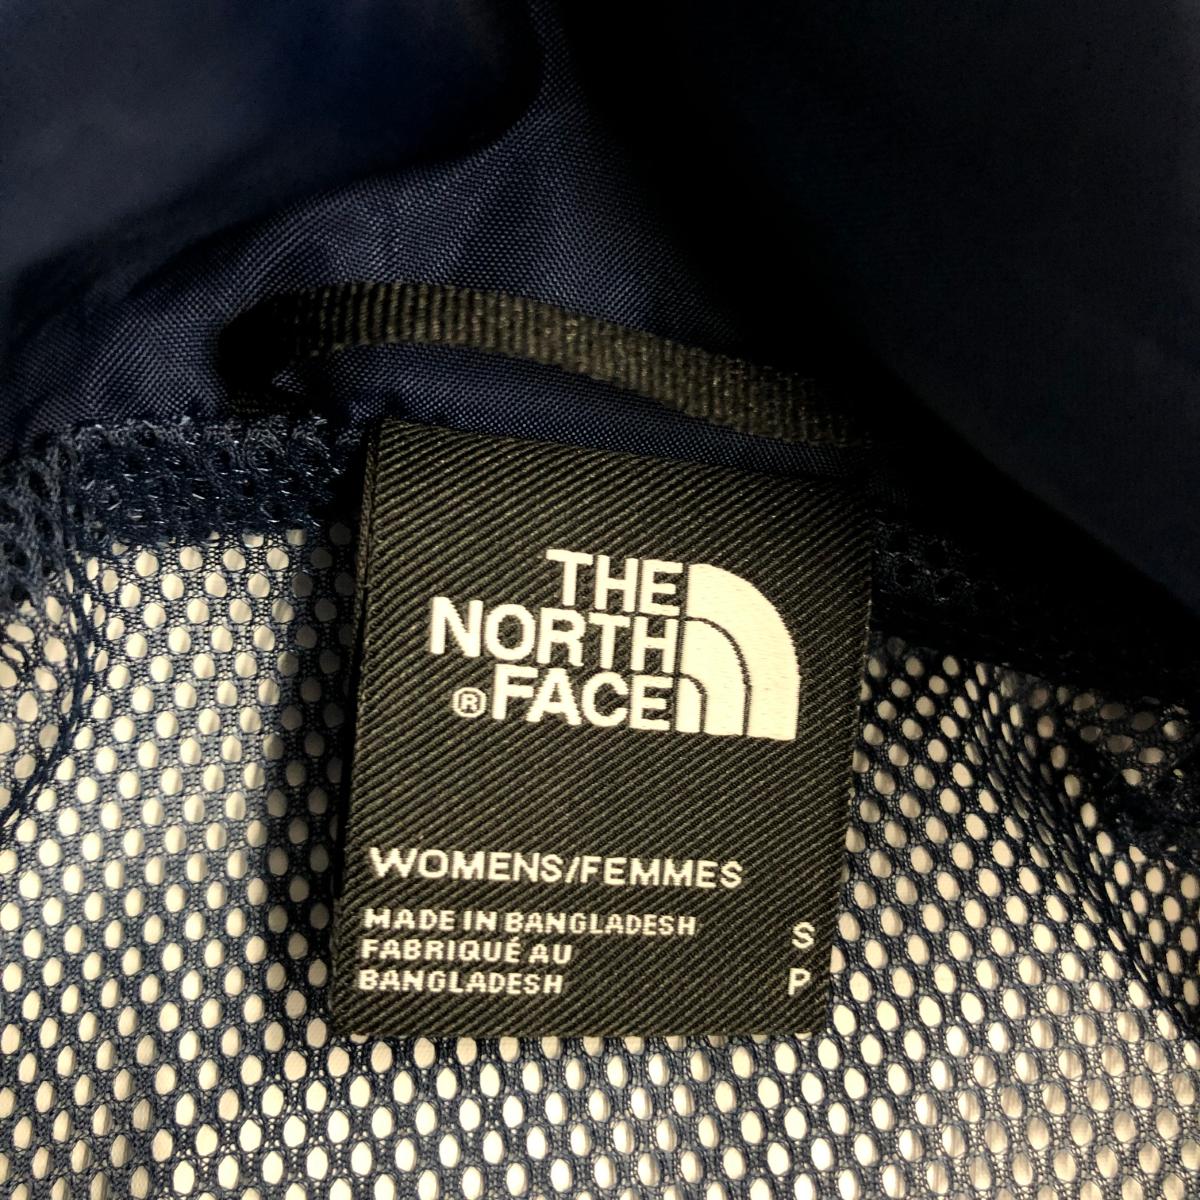 THE
NORTH
®FACE
WOMENS/FEMMES
MADE IN BANGLADESH S
FABRIQUÉ AU
BANGLADESH P